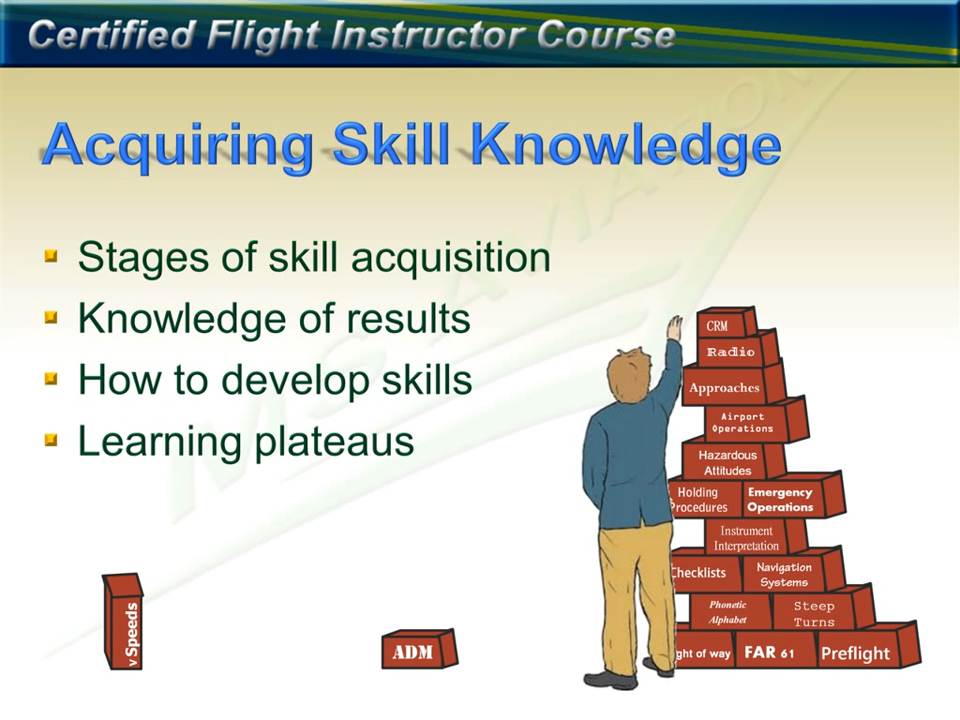 Certified Flight Instructor Course
Acquiring Skill Knowledge
Stages of skill acquisition
Knowledge of results
How to develop skills
Learning plateaus
CRM
Radio
Approaches
Airport
Operations
Hazardous
Attitudes
Holding
Procedures
Emergency
Operations
Instrument
Interpretation
Checklists
Navigation
Systems
Phonetic
Alphabet
Steep
Turns
ght of way
FAR 61
Preflight
v Speeds
ADM
MS AVIATION